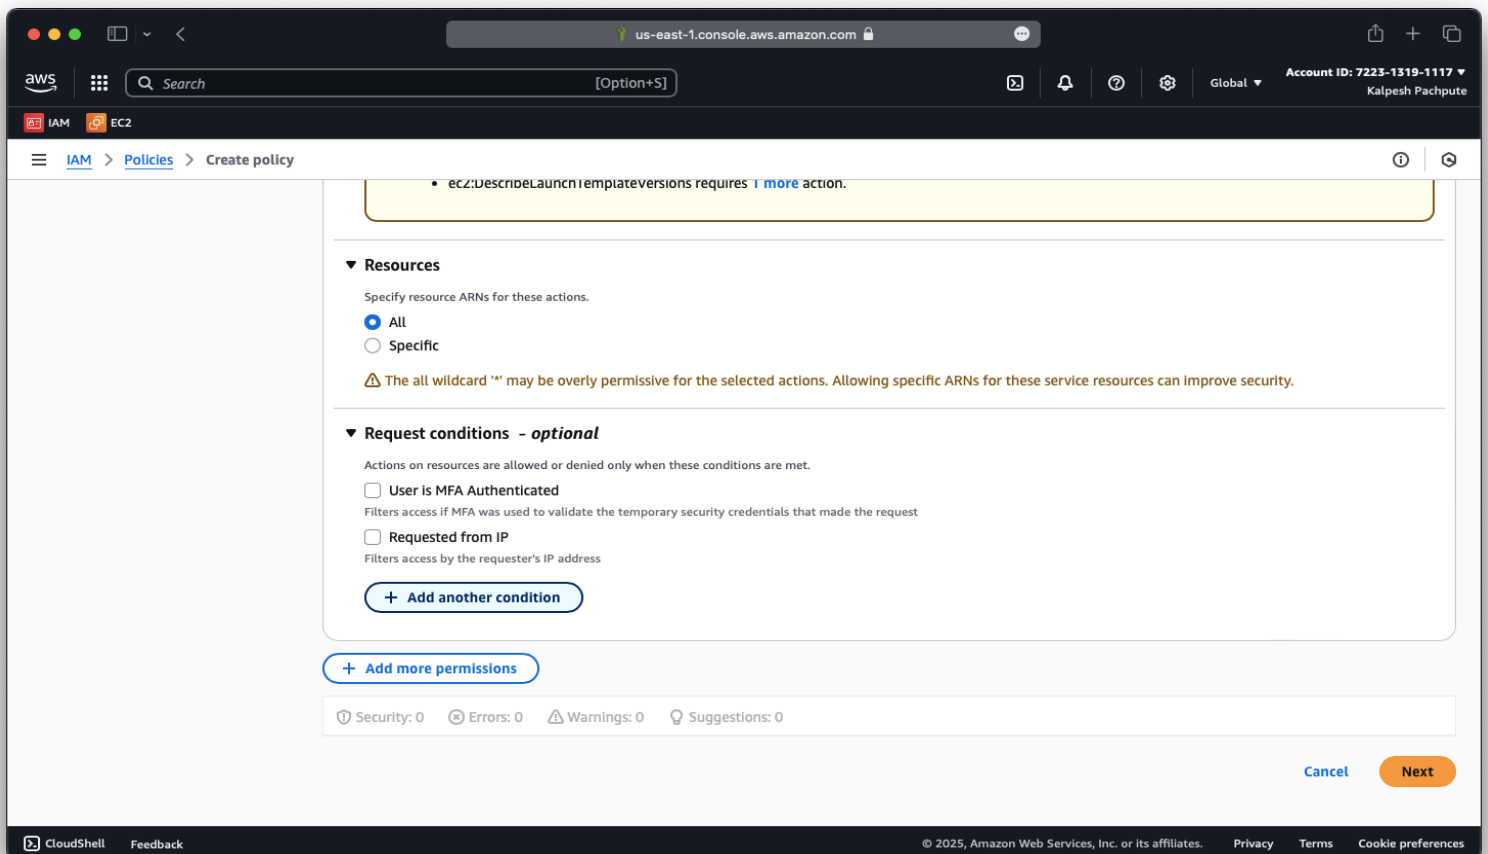 us-east-1.console.aws.amazon.com
aws
Search
[Option+S]
Global
Account ID: 7223-1319-1117
Kalpesh Pachpute
IAM
EC2
IAM > Policies > Create policy
ec2:DescribeLaunchTemplateVersions requires 1 more action.
Resources
Specify resource ARNs for these actions.
All
Specific
The all wildcard '*' may be overly permissive for the selected actions. Allowing specific ARNs for these service resources can improve security.
Request conditions - optional
Actions on resources are allowed or denied only when these conditions are met.
User is MFA Authenticated
Filters access if MFA was used to validate the temporary security credentials that made the request
Requested from IP
Filters access by the requester's IP address
+ Add another condition
+ Add more permissions
Security: 0 Errors: 0 Warnings: 0 Suggestions: 0
Cancel
Next
CloudShell Feedback
© 2025, Amazon Web Services, Inc. or its affiliates. Privacy Terms Cookie preferences